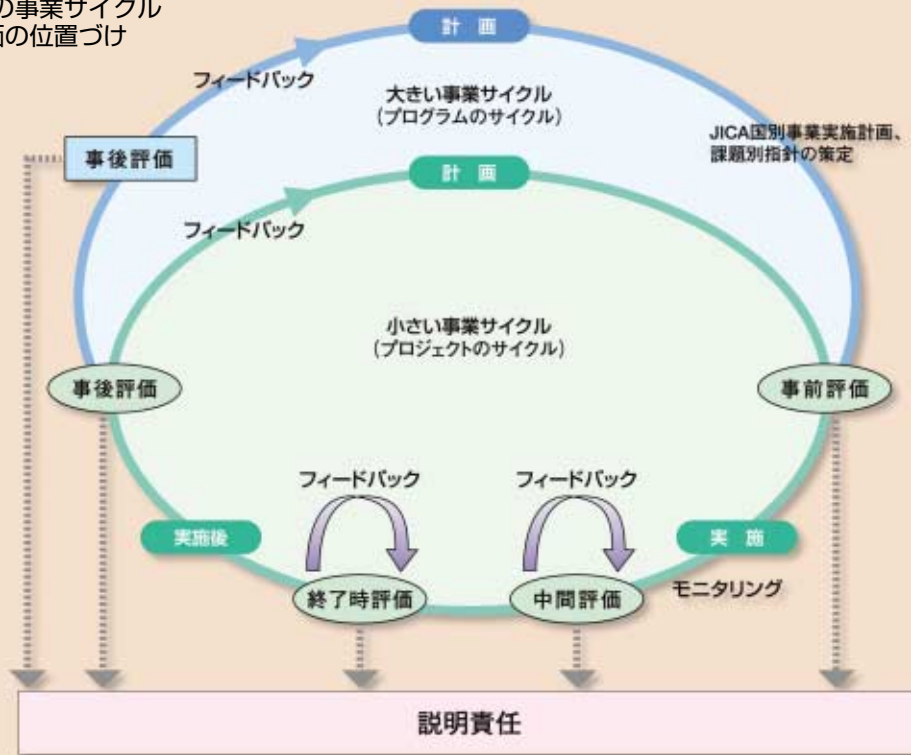 の事業サイクル
価の位置づけ
計 画
フィードバック
大きい事業サイクル
(プログラムのサイクル)
JICA国別事業実施計画、
課題別指針の策定
事後評価
計 画
フィードバック
小さい事業サイクル
(プロジェクトのサイクル)
事後評価
事前評価
フィードバック
フィードバック
実施後
実 施
終了時評価
中間評価
モニタリング
説明責任